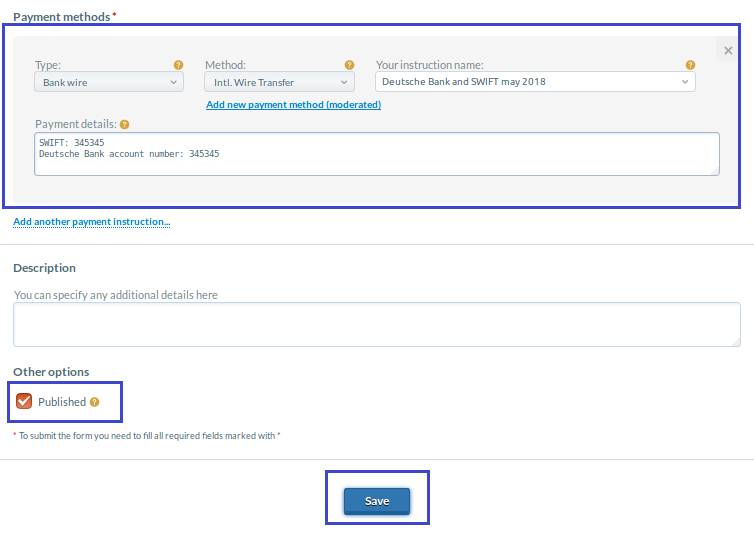 Payment methods *
×
Type: ?
Method: ?
Your instruction name: ?
Bank wire
Intl. Wire Transfer
Deutsche Bank and SWIFT may 2018
Add new payment method (moderated)
Payment details: ?
SWIFT: 345345
Deutsche Bank account number: 345345
Add another payment instruction...
Description
You can specify any additional details here
Other options
Published ?
* To submit the form you need to fill all required fields marked with *
Save